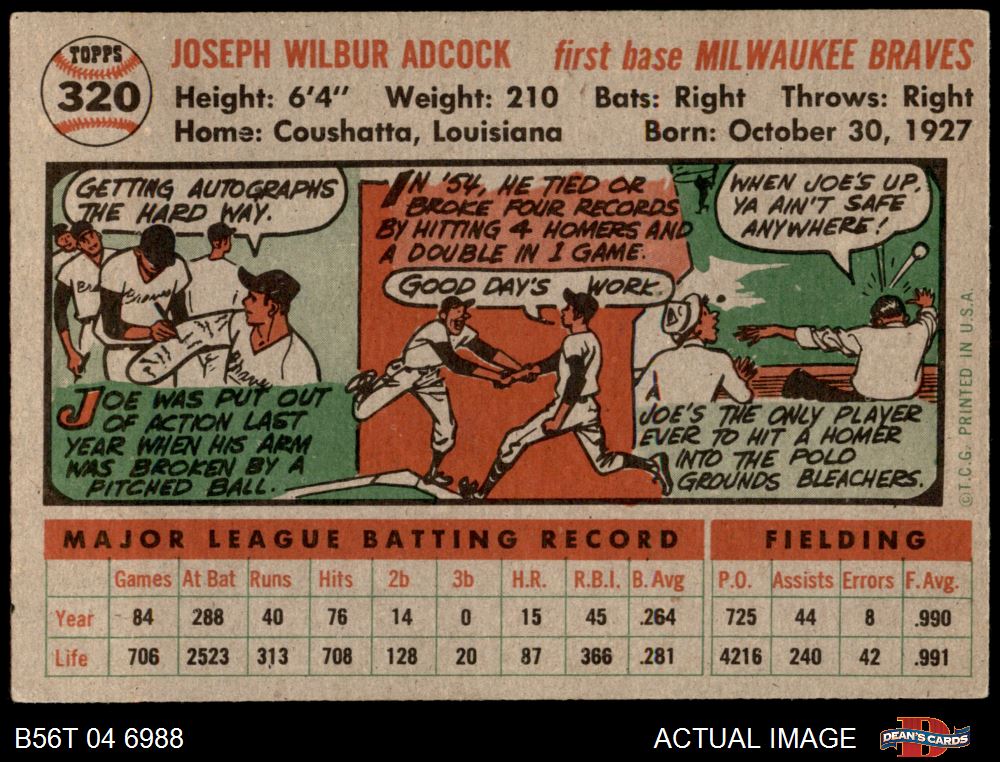 TOPPS
320
JOSEPH WILBUR ADCOCK first base MILWAUKEE BRAVES
Height: 6'4" Weight: 210 Bats: Right Throws: Right
Home: Coushatta, Louisiana Born: October 30, 1927
GETTING AUTOGRAPHS
THE HARD WAY.
Braves
Braves
JOE WAS PUT OUT
OF ACTION LAST
YEAR WHEN HIS ARM
WAS BROKEN BY A
PITCHED BALL.
IN '54, HE TIED OR
BROKE FOUR RECORDS
BY HITTING 4 HOMERS AND
A DOUBLE IN 1 GAME.
GOOD DAY'S WORK.
WHEN JOE'S UP,
YA AIN'T SAFE
ANYWHERE!
JOE'S THE ONLY PLAYER
EVER TO HIT A HOMER
INTO THE POLO
GROUNDS BLEACHERS.
©T.C.G. PRINTED IN U.S.A.
MAJOR LEAGUE BATTING RECORD FIELDING
Games At Bat Runs Hits 2b 3b H.R. R.B.I. B. Avg P.O. Assists Errors F. Avg.
Year 84 288 40 76 14 0 15 45 .264 725 44 8 .990
Life 706 2523 313 708 128 20 87 366 .281 4216 240 42 .991
B56T 04 6988 ACTUAL IMAGE
DEAN'S CARDS